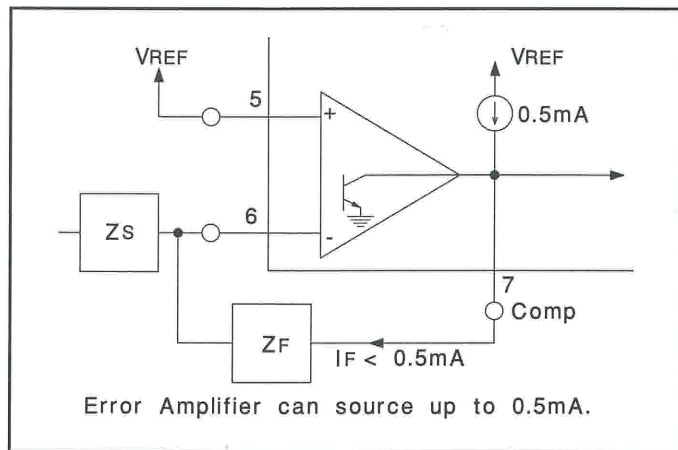 VREF
VREF
5
+
0.5mA
6
ZS
-
7
Comp
ZF
IF < 0.5mA
Error Amplifier can source up to 0.5mA.